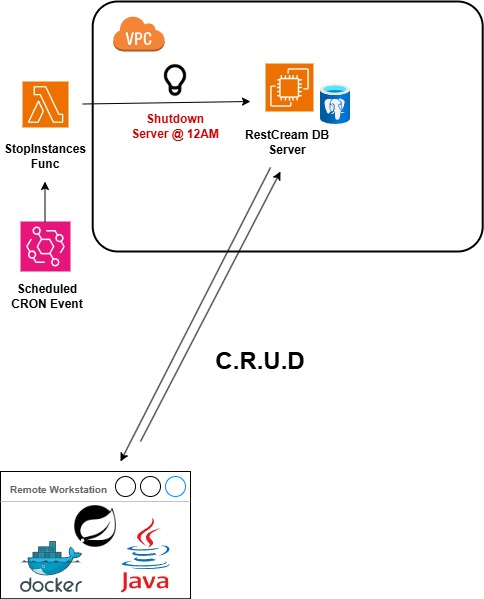 VPC
Shutdown
Server @ 12AM
RestCream DB
Server
StopInstances
Func
Scheduled
CRON Event
C.R.U.D
Remote Workstation
docker
Java